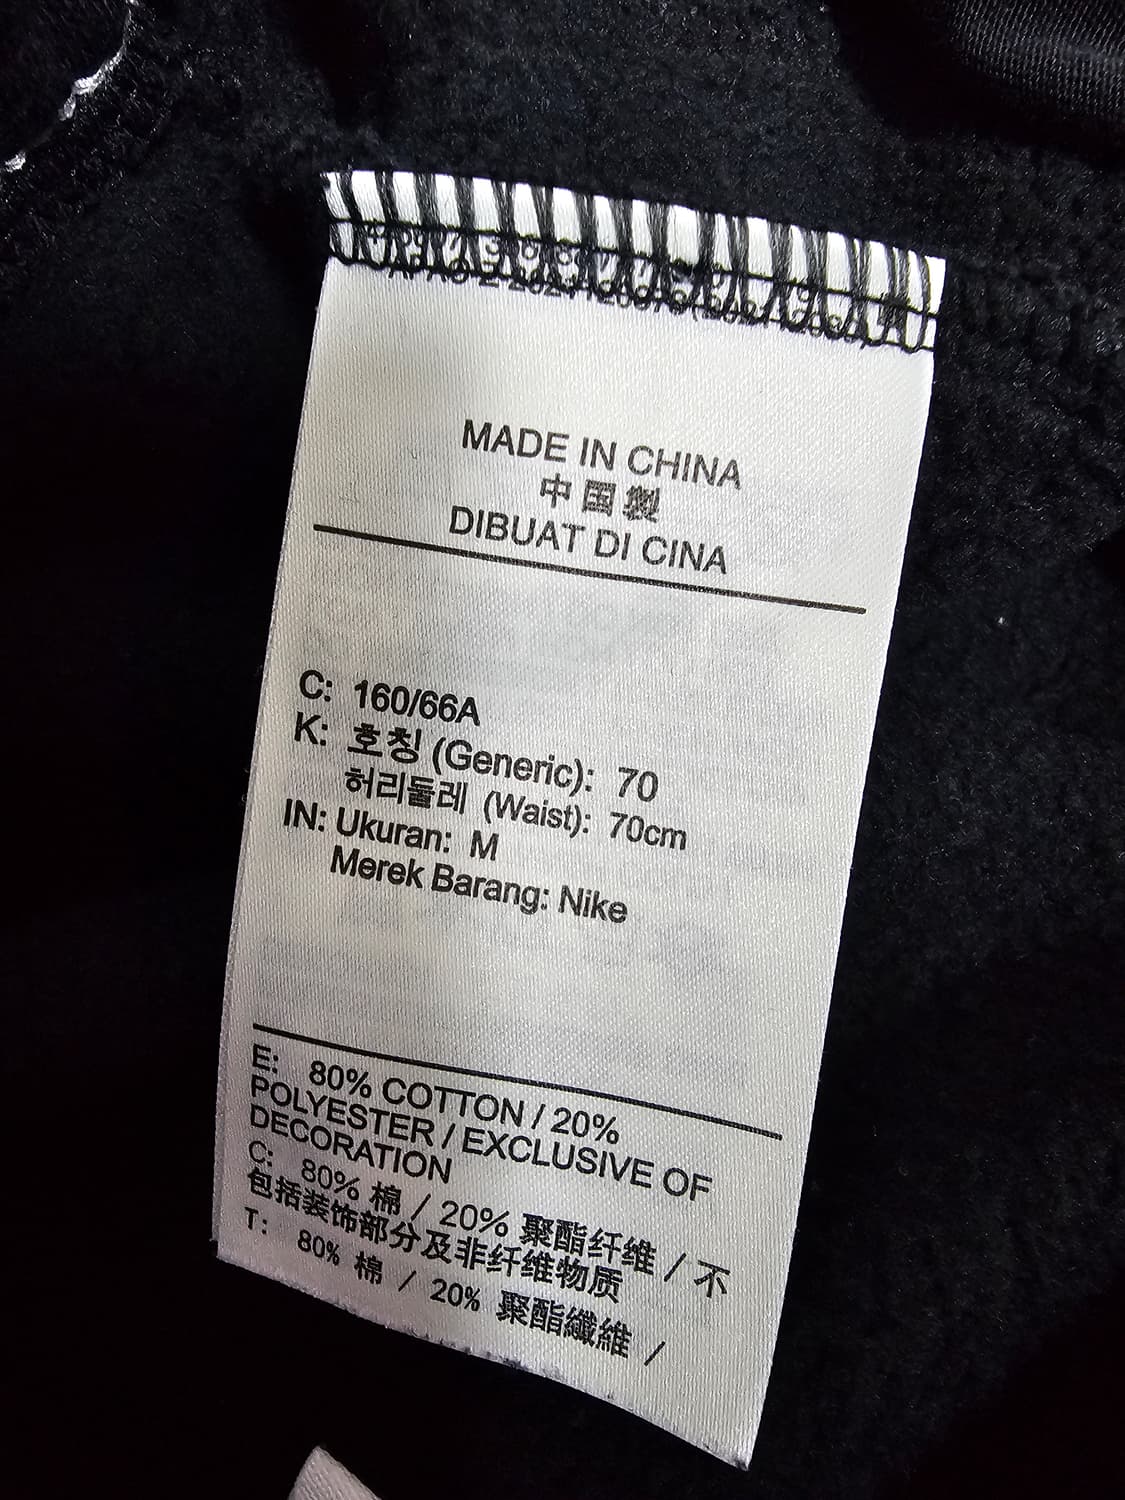 MADE IN CHINA
中国製
DIBUAT DI CINA
C: 160/66A
K: 호칭 (Generic): 70
허리둘레 (Waist): 70cm
IN: Ukuran: M
Merek Barang: Nike
E: 80% COTTON / 20%
POLYESTER / EXCLUSIVE OF
DECORATION
C: 80% 棉 / 20% 聚酯纤维 / 不
包括装饰部分及非纤维物质
T: 80% 棉 / 20% 聚酯纖維 /